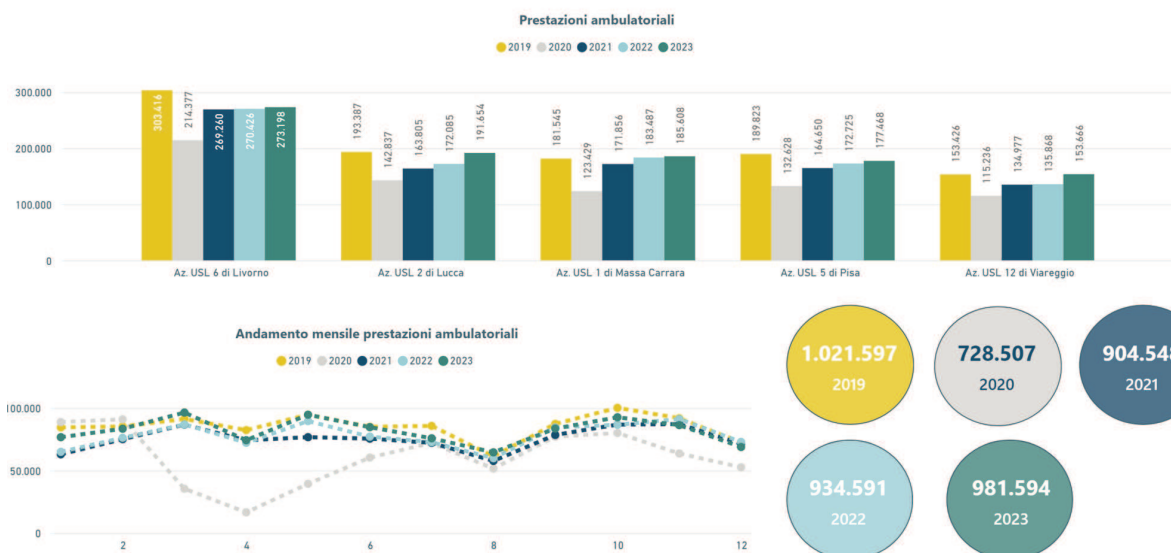 Prestazioni ambulatoriali
2019 2020 2021 2022 2023
300.000
200.000
100.000
0
303.416 214.377 269.260 270.426 273.198
193.387 142.837 163.805 172.085 191.654
181.545 123.429 171.856 183.487 185.608
189.823 132.628 164.650 172.725 177.468
153.426 115.236 134.977 135.868 153.666
Az. USL 6 di Livorno Az. USL 2 di Lucca Az. USL 1 di Massa Carrara Az. USL 5 di Pisa Az. USL 12 di Viareggio
Andamento mensile prestazioni ambulatoriali
2019 2020 2021 2022 2023
100.000
50.000
0
2 4 6 8 10 12
1.021.597
2019
728.507
2020
904.548
2021
934.591
2022
981.594
2023